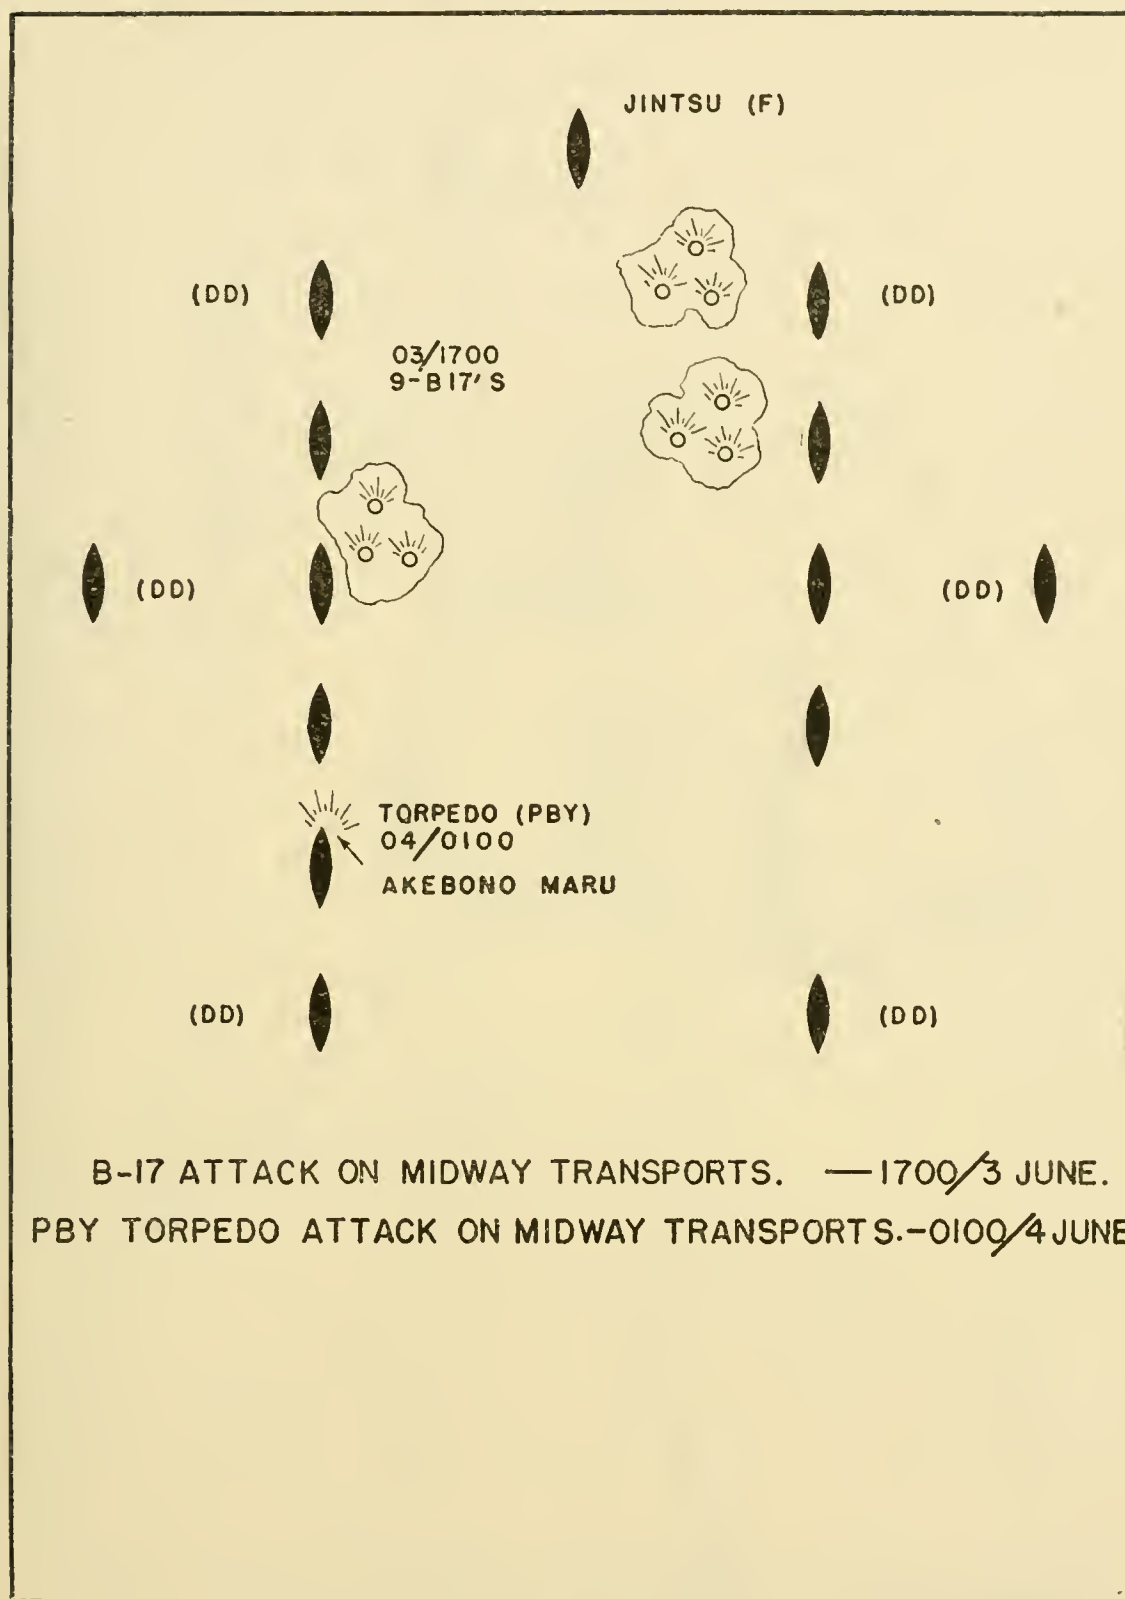 JINTSU (F)
(DD)
(DD)
03/1700
9-B17'S
(DD)
(DD)
TORPEDO (PBY)
04/0100
AKEBONO MARU
(DD)
(DD)
B-17 ATTACK ON MIDWAY TRANSPORTS. — 1700/3 JUNE.
PBY TORPEDO ATTACK ON MIDWAY TRANSPORTS.-0100/4 JUNE